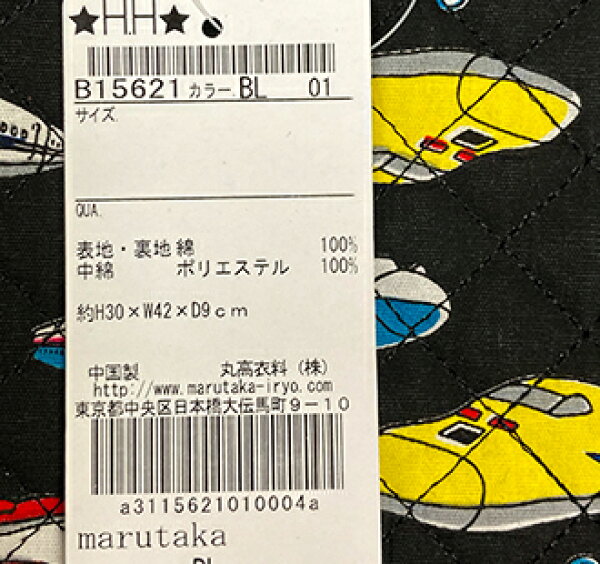 ★H.H★
B15621 カラー.BL 01
サイズ.
QUA.
表地・裏地 綿 100%
中綿 ポリエステル 100%
約H30×W42×D9cm
中国製 丸高衣料(株)
http://www.marutaka-iryo.com
東京都中央区日本橋大伝馬町9-10
a3115621010004a
marutaka